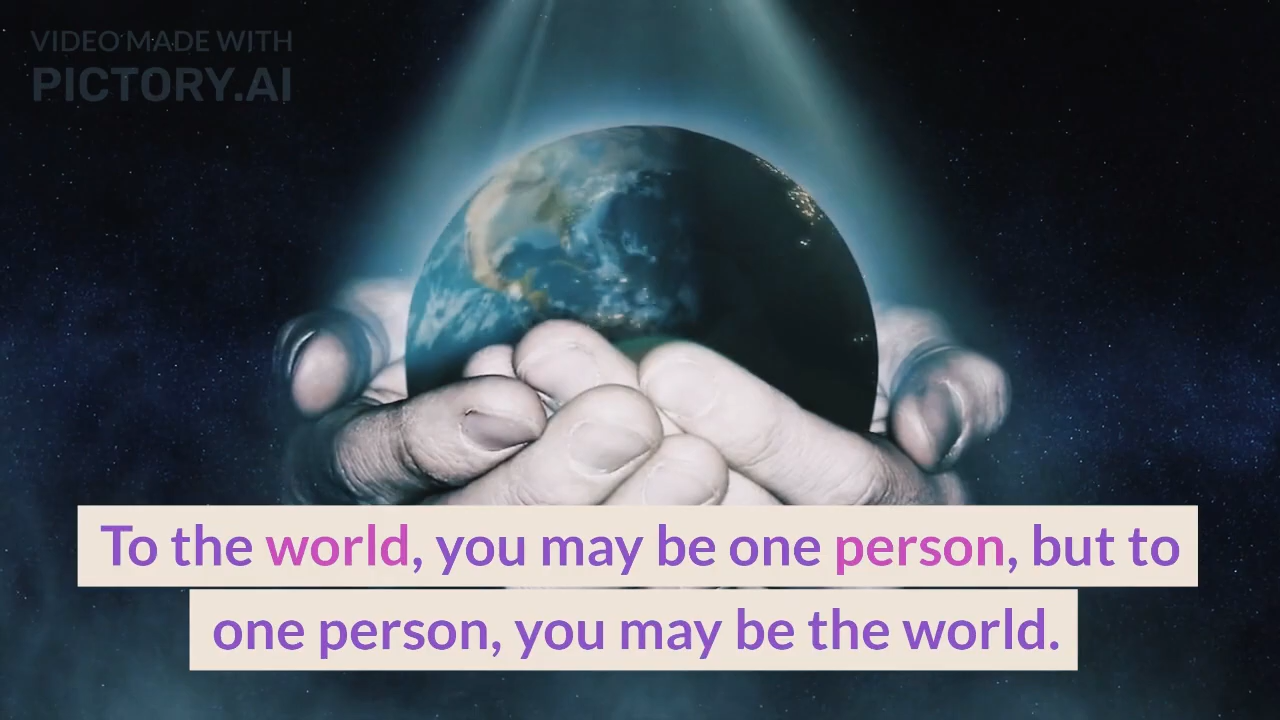 VIDEO MADE WITH
PICTORY.AI
To the world, you may be one person, but to
one person, you may be the world.